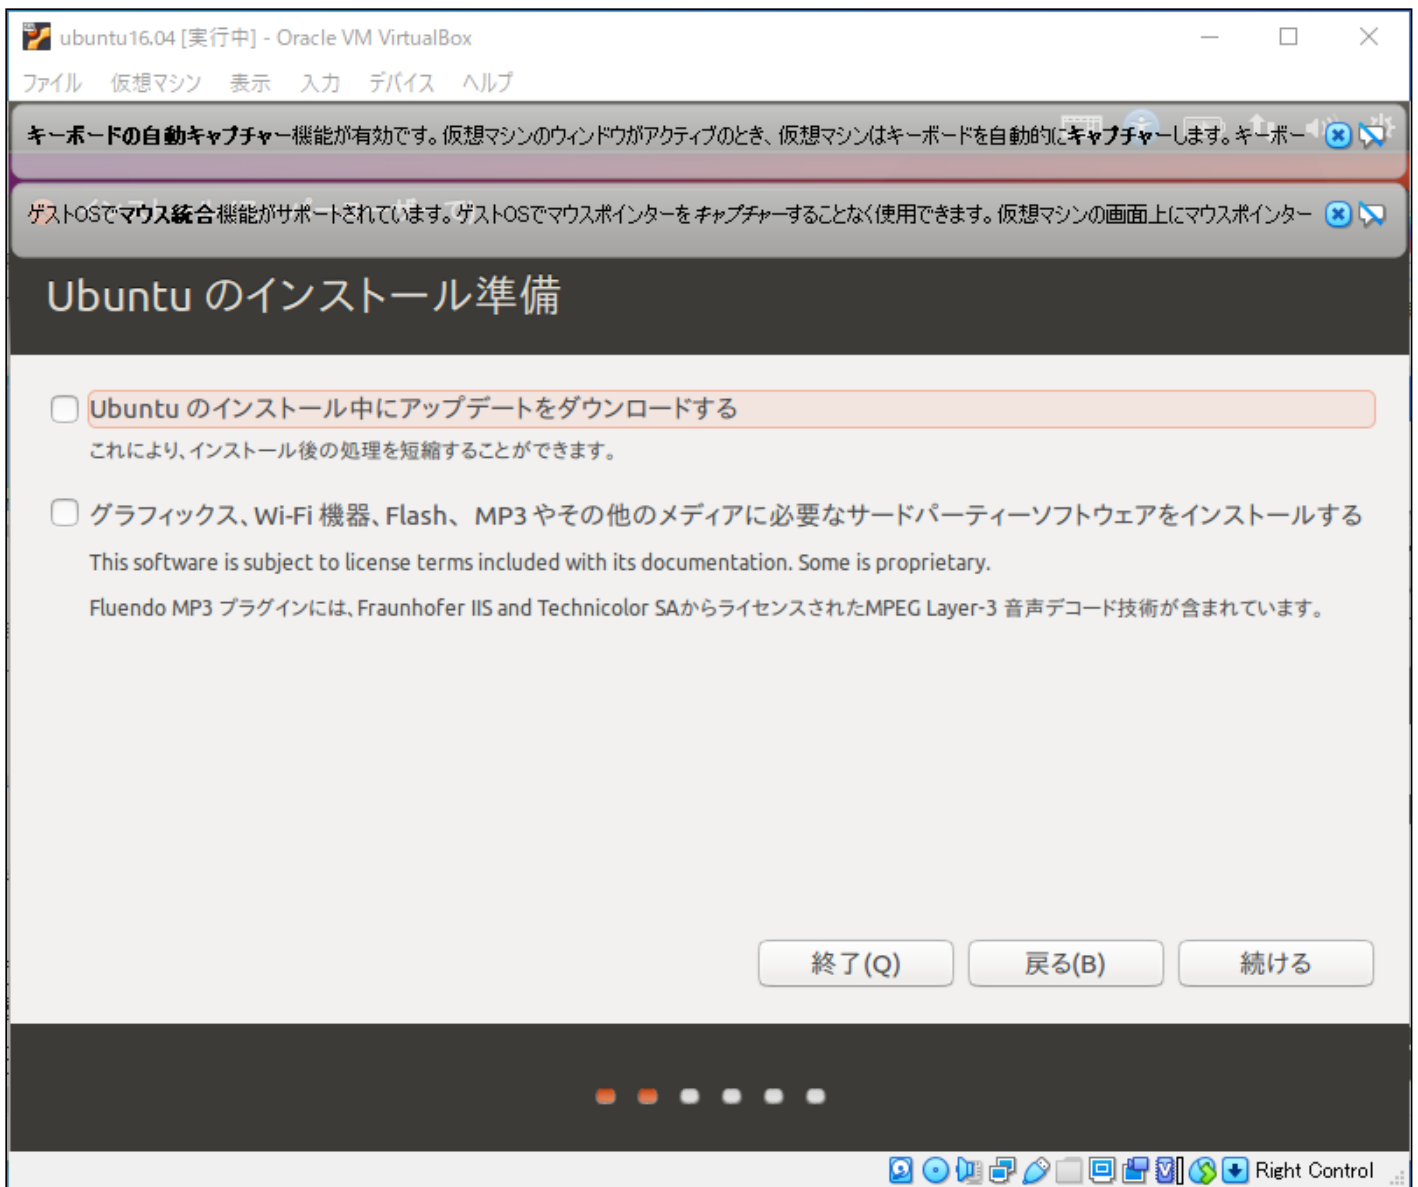 ubuntu16.04 [実行中] - Oracle VM VirtualBox
ファイル 仮想マシン 表示 入力 デバイス ヘルプ
キーボードの自動キャプチャー機能が有効です。仮想マシンのウィンドウがアクティブのとき、仮想マシンはキーボードを自動的にキャプチャーします。キーボー
ゲストOSでマウス統合機能がサポートされています。ゲストOSでマウスポインターをキャプチャーすることなく使用できます。仮想マシンの画面上にマウスポインター
Ubuntu のインストール準備
Ubuntu のインストール中にアップデートをダウンロードする
これにより、インストール後の処理を短縮することができます。
グラフィックス、Wi-Fi 機器、Flash、MP3 やその他のメディアに必要なサードパーティーソフトウェアをインストールする
This software is subject to license terms included with its documentation. Some is proprietary.
Fluendo MP3 プラグインには、Fraunhofer IIS and Technicolor SAからライセンスされたMPEG Layer-3 音声デコード技術が含まれています。
終了(Q) 戻る(B) 続ける
Right Control